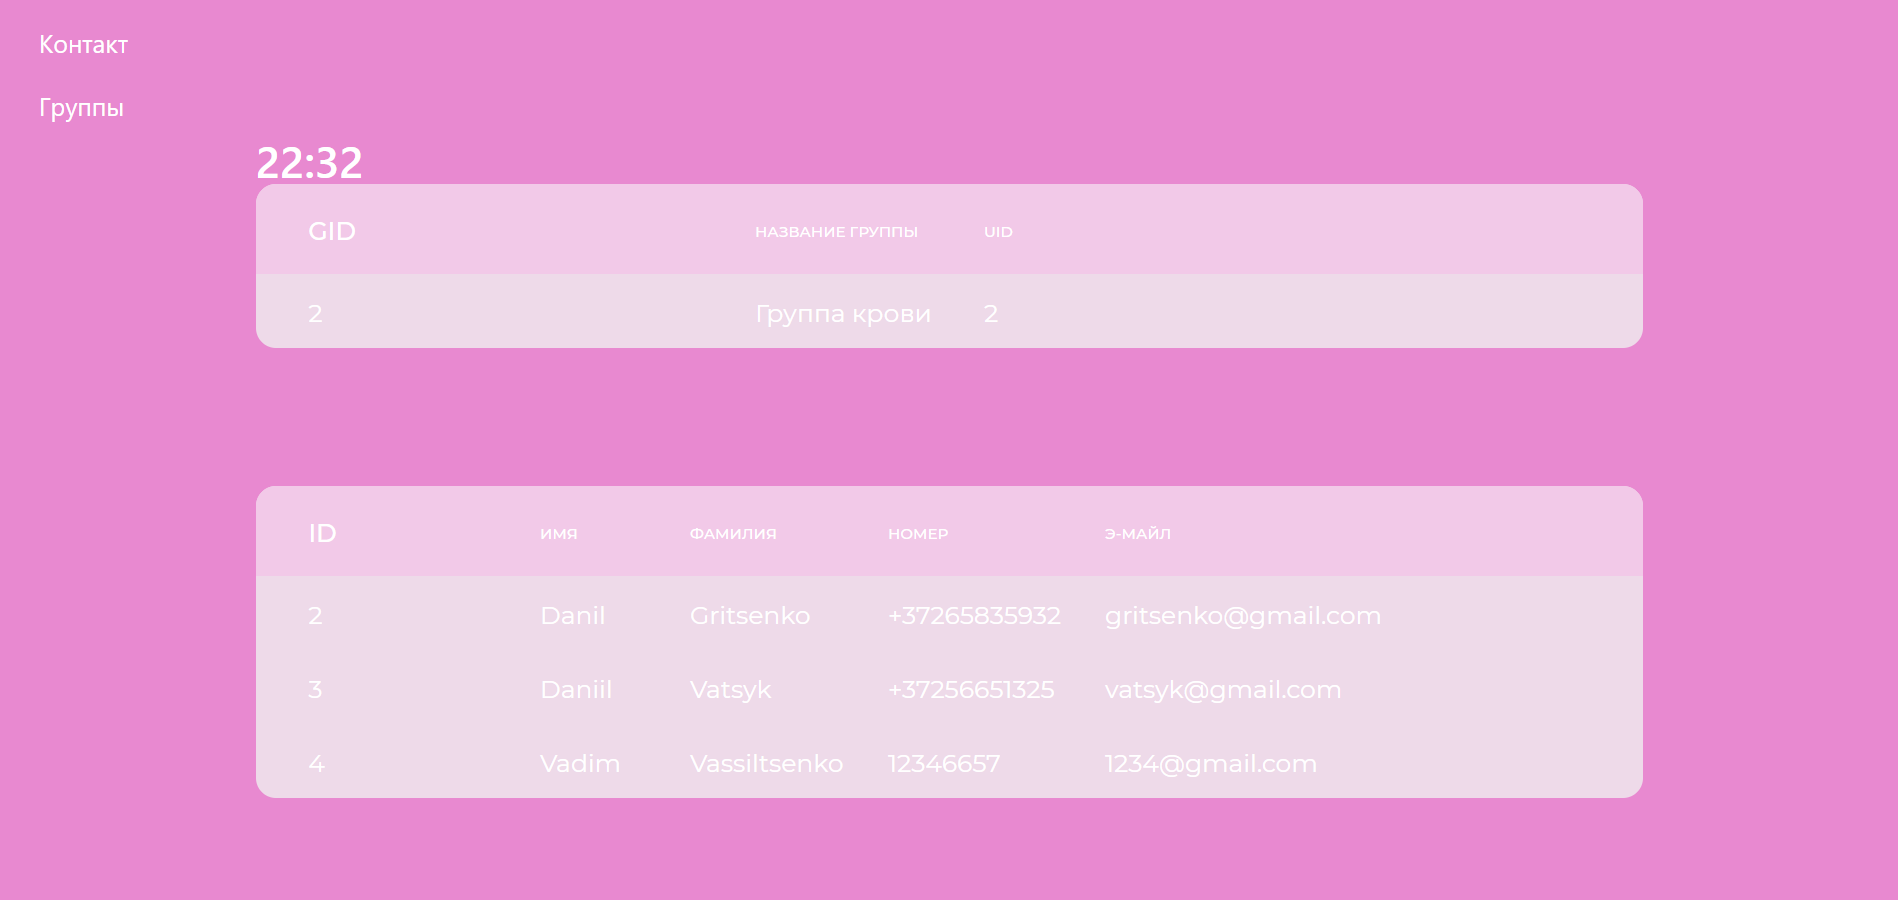 Контакт
Группы
22:32
GID НАЗВАНИЕ ГРУППЫ UID
2 Группа крови 2
ID ИМЯ ФАМИЛИЯ НОМЕР Э-МАЙЛ
2 Danil Gritsenko +37265835932 gritsenko@gmail.com
3 Daniil Vatsyk +37256651325 vatsyk@gmail.com
4 Vadim Vassiltsenko 12346657 1234@gmail.com